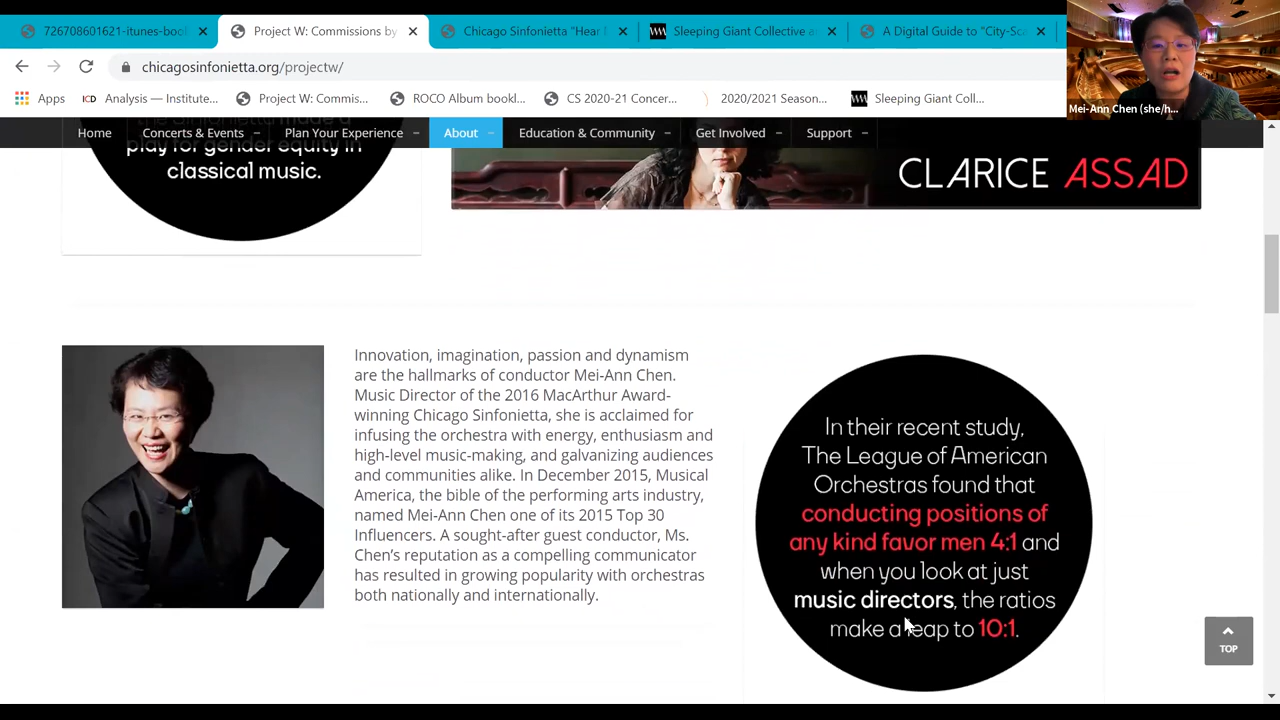 726708601621-itunes-boo
Project W: Commissions by
Chicago Sinfonietta "Hear
Sleeping Giant Collective a
A Digital Guide to "City-Sc
chicagosinfonietta.org/projectw/
Apps
ICD Analysis — Institute...
Project W: Commis...
ROCO Album bookl...
CS 2020-21 Concer...
2020/2021 Season...
Sleeping Giant Coll...
Mei-Ann Chen (she/h...
Home
Concerts & Events
Plan Your Experience
About
Education & Community
Get Involved
Support
the Sinfonietta made a
play for gender equity in
classical music.
CLARICE ASSAD
Innovation, imagination, passion and dynamism
are the hallmarks of conductor Mei-Ann Chen.
Music Director of the 2016 MacArthur Award-
winning Chicago Sinfonietta, she is acclaimed for
infusing the orchestra with energy, enthusiasm and
high-level music-making, and galvanizing audiences
and communities alike. In December 2015, Musical
America, the bible of the performing arts industry,
named Mei-Ann Chen one of its 2015 Top 30
Influencers. A sought-after guest conductor, Ms.
Chen's reputation as a compelling communicator
has resulted in growing popularity with orchestras
both nationally and internationally.
In their recent study,
The League of American
Orchestras found that
conducting positions of
any kind favor men 4:1 and
when you look at just
music directors, the ratios
make a leap to 10:1.
TOP